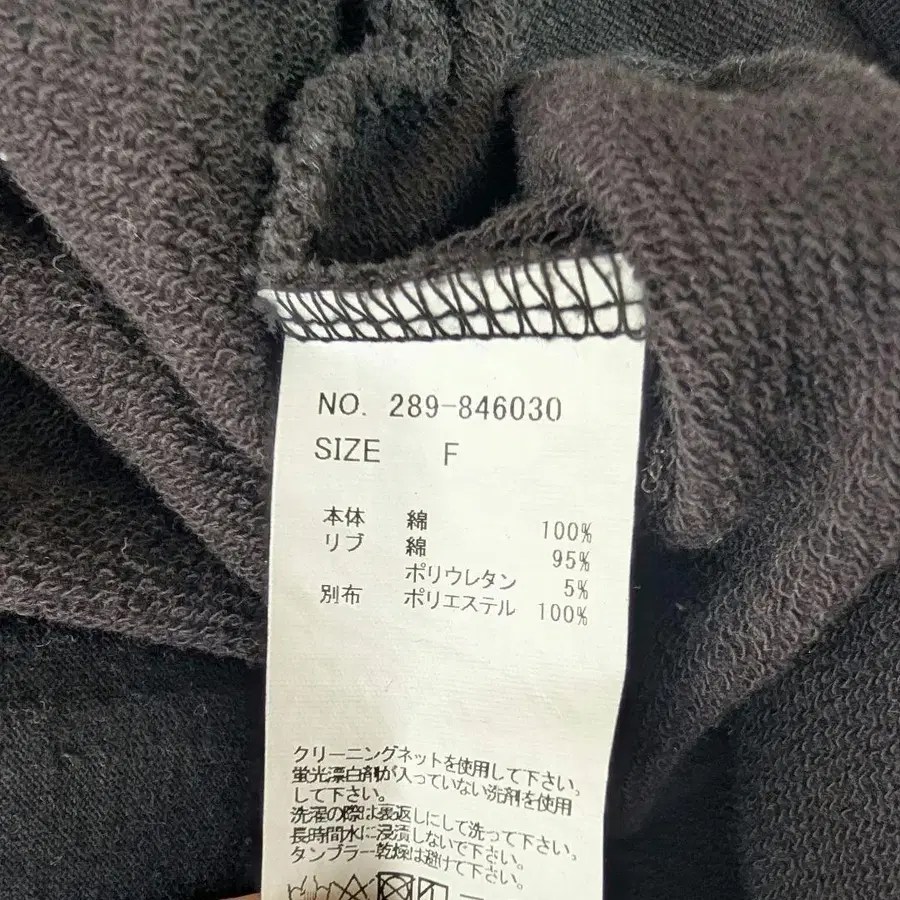 NO. 289-846030
SIZE F
本体 綿 100%
リブ 綿 95%
ポリウレタン 5%
別布 ポリエステル 100%
クリーニングネットを使用して下さい。
蛍光漂白剤が入っていない洗剤を使用
して下さい。
洗濯の際は裏返しにして洗って下さい。
長時間水に浸漬しないで下さい。
タンブラー乾燥は避けて下さい。